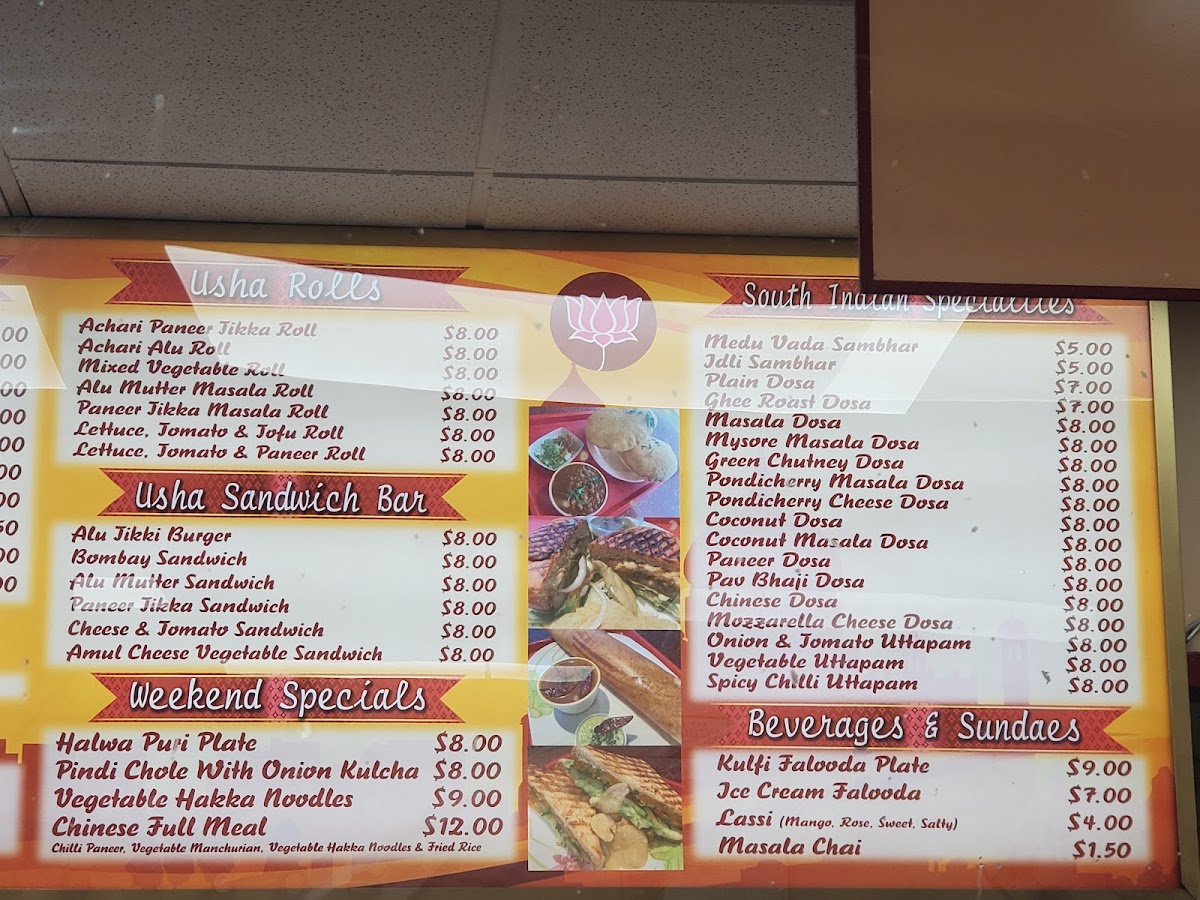 00
00
00
00
00
00
00
50
00
00
Usha Rolls
Achari Paneer Tikka Roll $8.00
Achari Alu Roll $8.00
Mixed Vegetable Roll $8.00
Alu Mutter Masala Roll $8.00
Paneer Tikka Masala Roll $8.00
Lettuce, Tomato & Tofu Roll $8.00
Lettuce, Tomato & Paneer Roll $8.00
Usha Sandwich Bar
Alu Tikki Burger $8.00
Bombay Sandwich $8.00
Alu Mutter Sandwich $8.00
Paneer Tikka Sandwich $8.00
Cheese & Tomato Sandwich $8.00
Amul Cheese Vegetable Sandwich $8.00
Weekend Specials
Halwa Puri Plate $8.00
Pindi Chole With Onion Kulcha $8.00
Vegetable Hakka Noodles $9.00
Chinese Full Meal $12.00
Chilli Paneer, Vegetable Manchurian, Vegetable Hakka Noodles & Fried Rice
South Indian Specialties
Medu Vada Sambhar $5.00
Idli Sambhar $5.00
Plain Dosa $7.00
Ghee Roast Dosa $7.00
Masala Dosa $8.00
Mysore Masala Dosa $8.00
Green Chutney Dosa $8.00
Pondicherry Masala Dosa $8.00
Pondicherry Cheese Dosa $8.00
Coconut Dosa $8.00
Coconut Masala Dosa $8.00
Paneer Dosa $8.00
Pav Bhaji Dosa $8.00
Chinese Dosa $8.00
Mozzarella Cheese Dosa $8.00
Onion & Tomato Uttapam $8.00
Vegetable Uttapam $8.00
Spicy Chilli Uttapam $8.00
Beverages & Sundaes
Kulfi Falooda Plate $9.00
Ice Cream Falooda $7.00
Lassi (Mango, Rose, Sweet, Salty) $4.00
Masala Chai $1.50